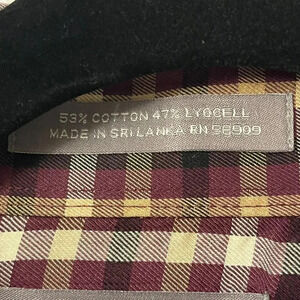 53% COTTON 47% LYOCELL
MADE IN SRI LANKA RN 58909